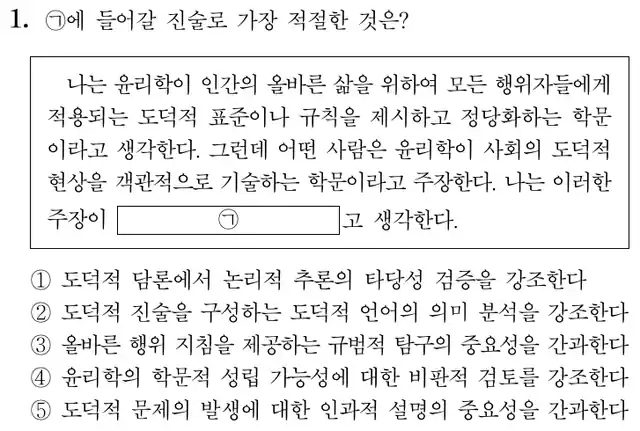 1. ㉠에 들어갈 진술로 가장 적절한 것은?
나는 윤리학이 인간의 올바른 삶을 위하여 모든 행위자들에게
적용되는 도덕적 표준이나 규칙을 제시하고 정당화하는 학문
이라고 생각한다. 그런데 어떤 사람은 윤리학이 사회의 도덕적
현상을 객관적으로 기술하는 학문이라고 주장한다. 나는 이러한
주장이 ㉠ 고 생각한다.
① 도덕적 담론에서 논리적 추론의 타당성 검증을 강조한다
② 도덕적 진술을 구성하는 도덕적 언어의 의미 분석을 강조한다
③ 올바른 행위 지침을 제공하는 규범적 탐구의 중요성을 간과한다
④ 윤리학의 학문적 성립 가능성에 대한 비판적 검토를 강조한다
⑤ 도덕적 문제의 발생에 대한 인과적 설명의 중요성을 간과한다